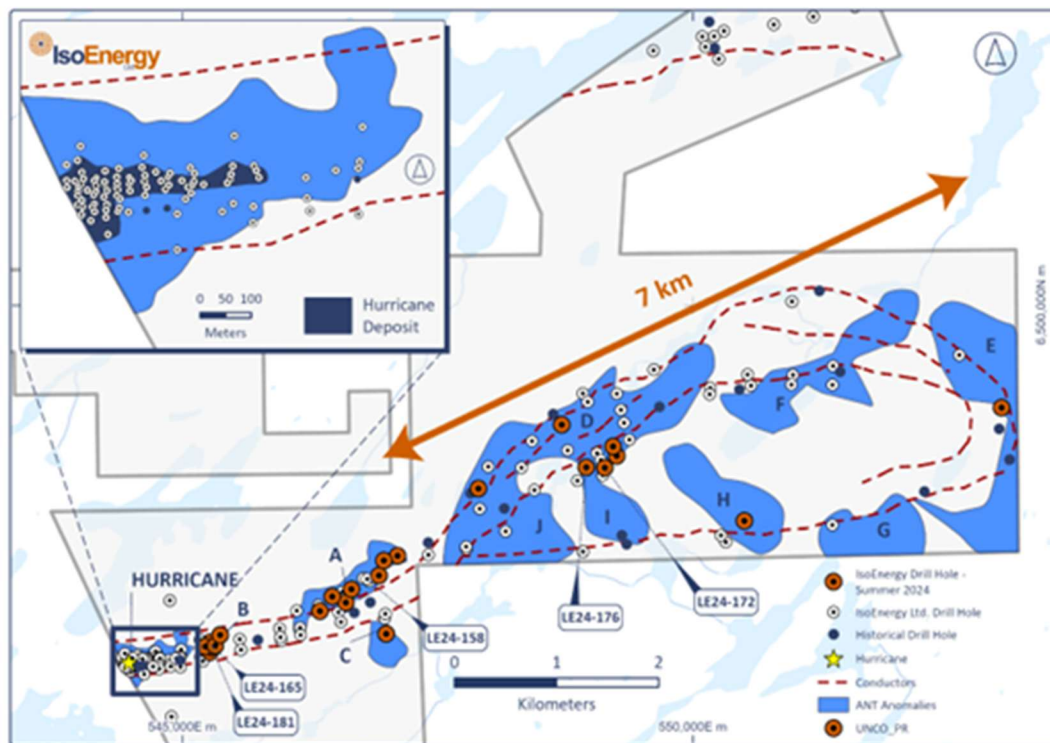 IsoEnergy
0 50 100
Meters
Hurricane
Deposit
7 km
6,500,000N m
E
D
F
H
I
J
G
A
HURRICANE
B
C
LE24-158
LE24-176
LE24-172
LE24-165
LE24-181
0 1 2
Kilometers
545,000E m
550,000E m
IsoEnergy Drill Hole -
Summer 2024
IsoEnergy Ltd. Drill Hole
Historical Drill Hole
Hurricane
Conductors
ANT Anomalies
UNCO_PR